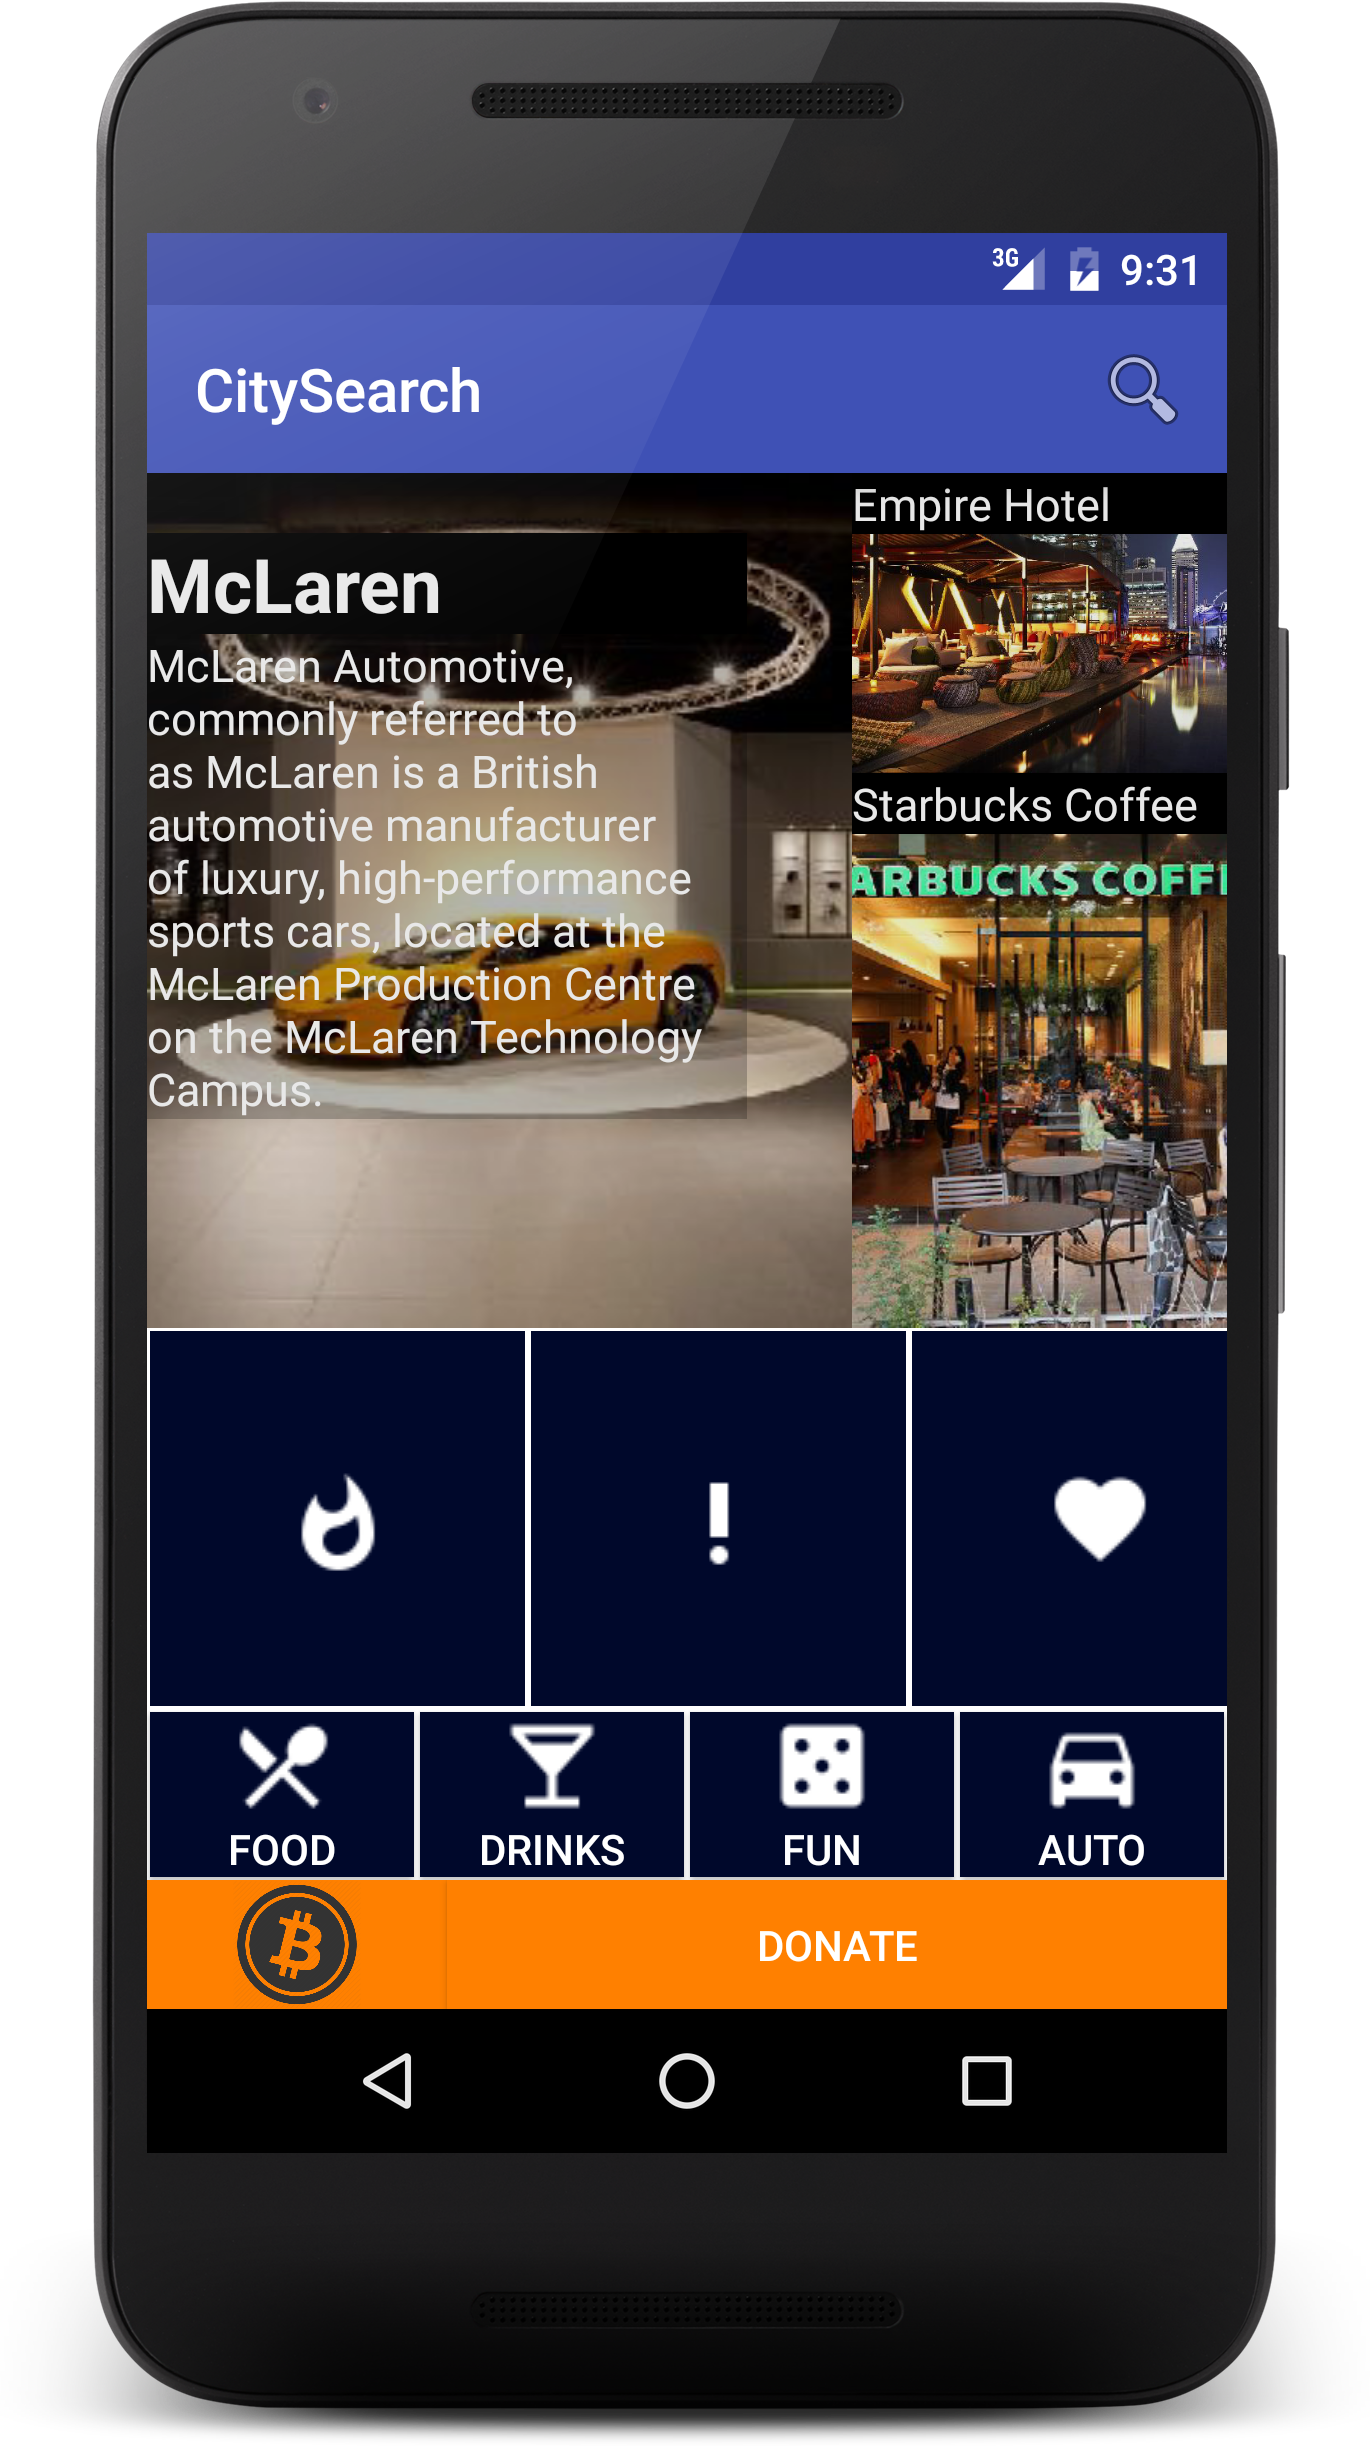 3G 9:31
CitySearch
McLaren
McLaren Automotive,
commonly referred to
as McLaren is a British
automotive manufacturer
of luxury, high-performance
sports cars, located at the
McLaren Production Centre
on the McLaren Technology
Campus.
Empire Hotel
Starbucks Coffee
ARBUCKS COFF
FOOD
DRINKS
FUN
AUTO
DONATE